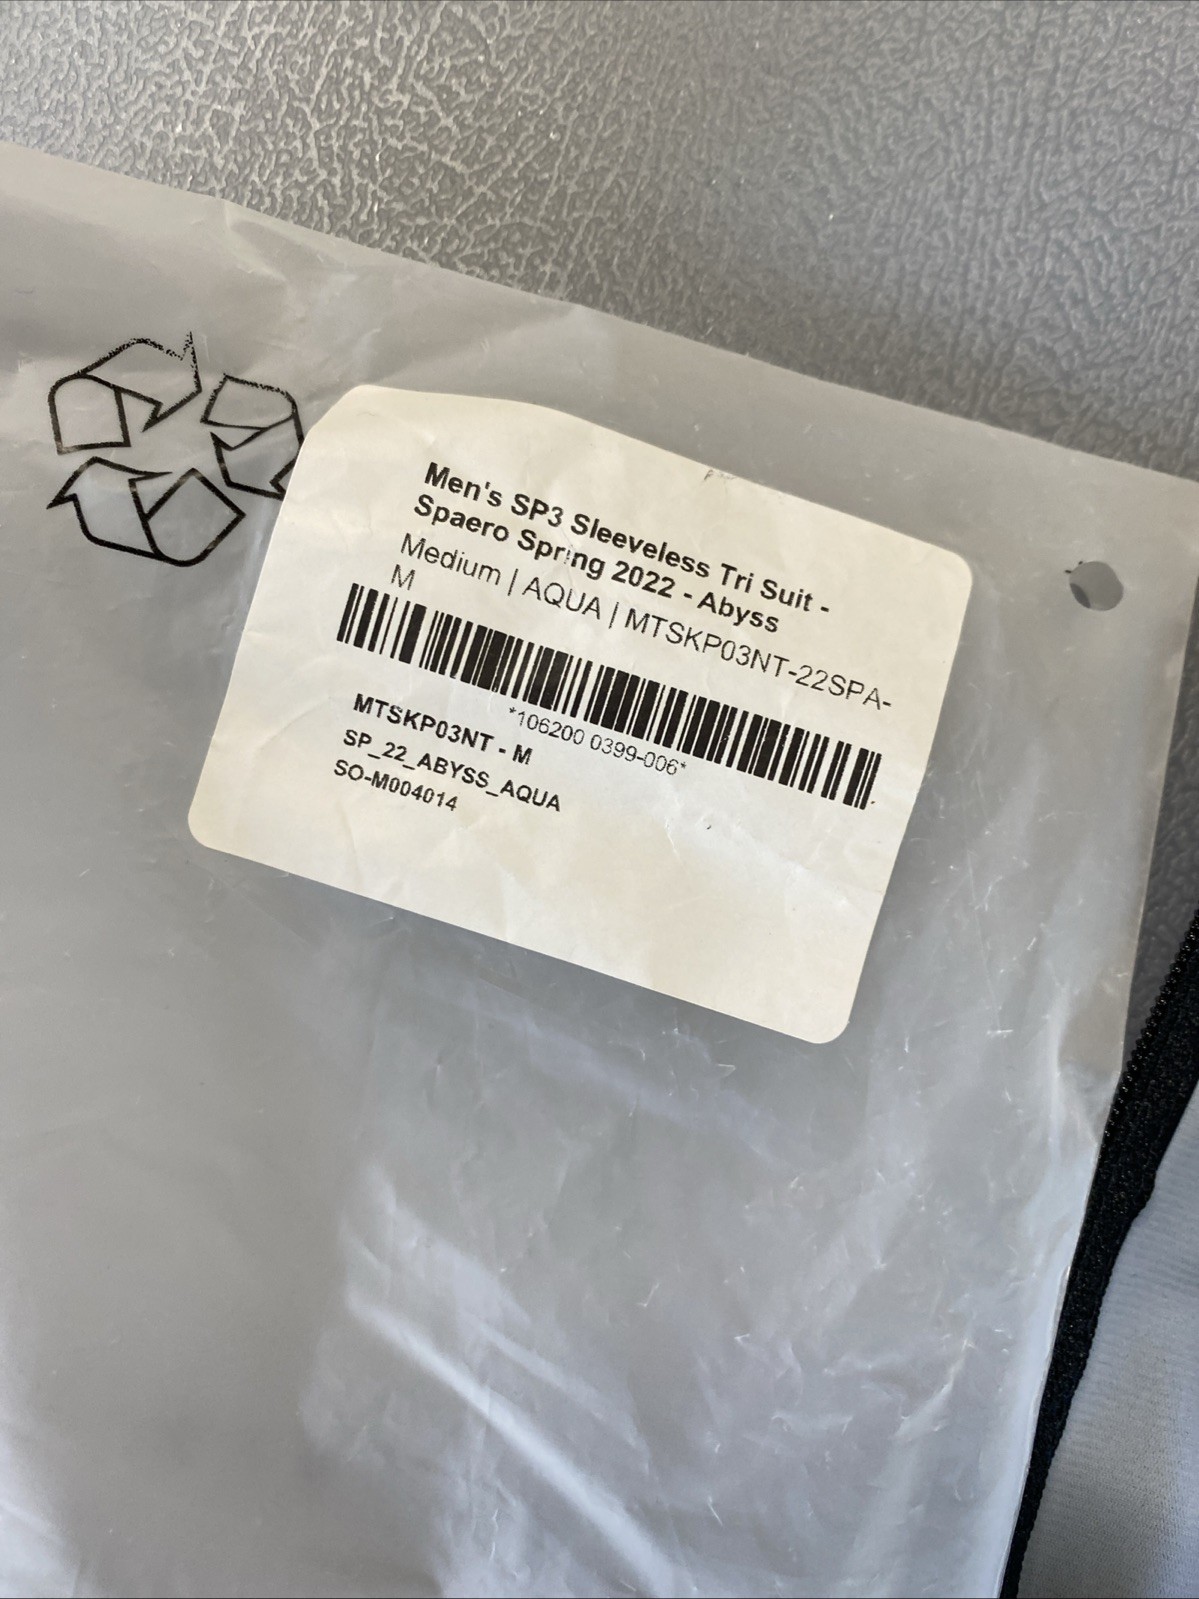 Men's SP3 Sleeveless Tri Suit -
Spaero Spring 2022 - Abyss
Medium | AQUA | MTSKP03NT-22SPA-
M
*106200 0399-006*
MTSKP03NT - M
SP_22_ABYSS_AQUA
SO-M004014